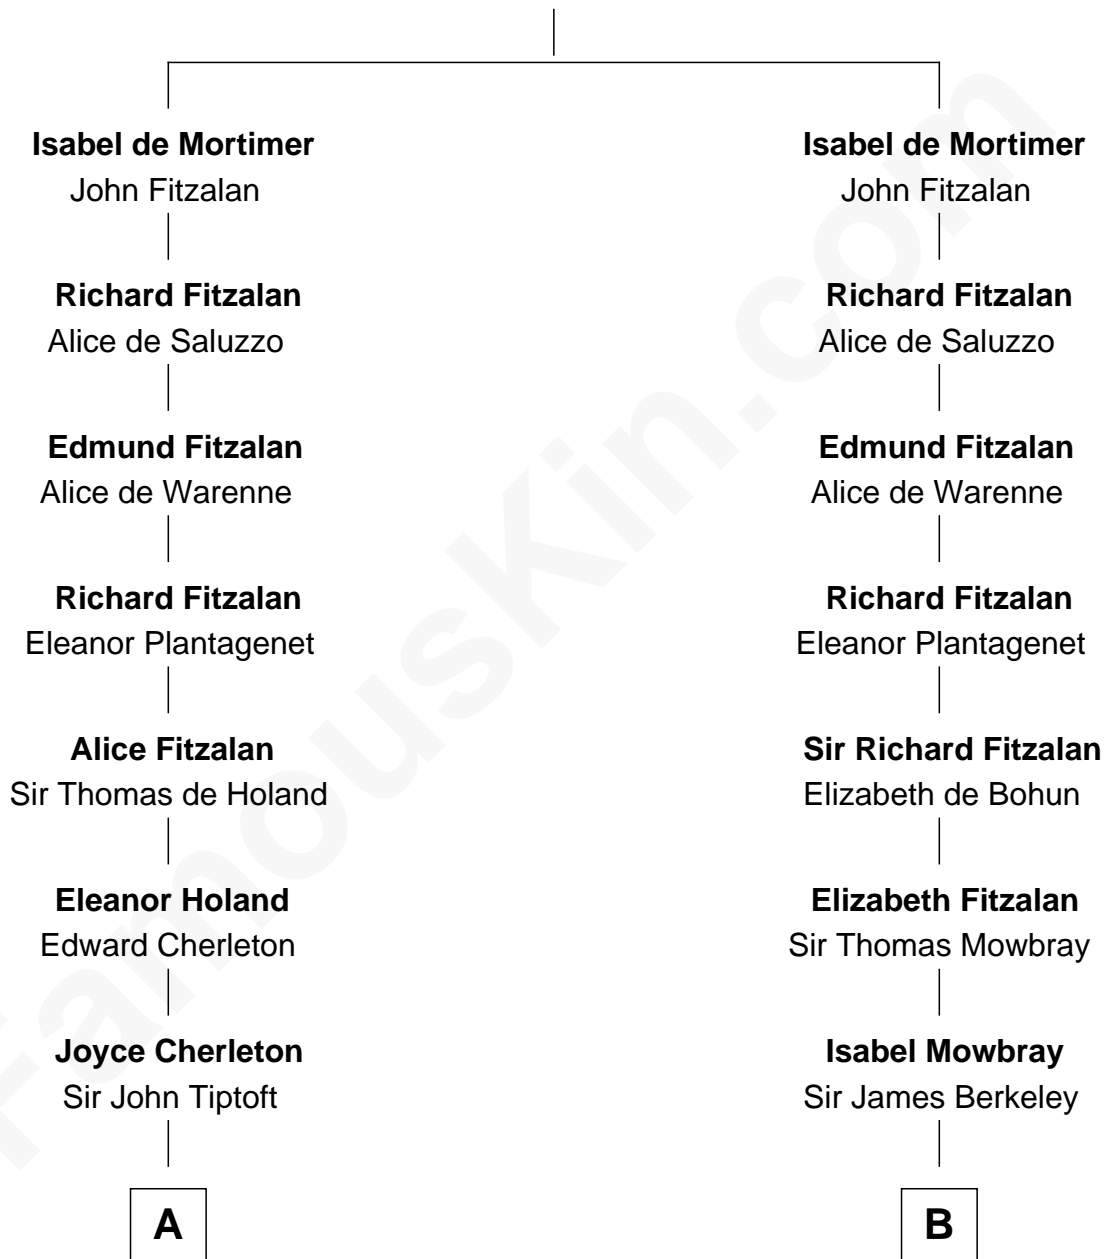 Isabel de Mortimer
John Fitzalan
Richard Fitzalan
Alice de Saluzzo
Edmund Fitzalan
Alice de Warenne
Richard Fitzalan
Eleanor Plantagenet
Alice Fitzalan
Sir Thomas de Holand
Eleanor Holand
Edward Cherleton
Joyce Cherleton
Sir John Tiptoft
A
Isabel de Mortimer
John Fitzalan
Richard Fitzalan
Alice de Saluzzo
Edmund Fitzalan
Alice de Warenne
Richard Fitzalan
Eleanor Plantagenet
Sir Richard Fitzalan
Elizabeth de Bohun
Elizabeth Fitzalan
Sir Thomas Mowbray
Isabel Mowbray
Sir James Berkeley
B
FamousKin.com